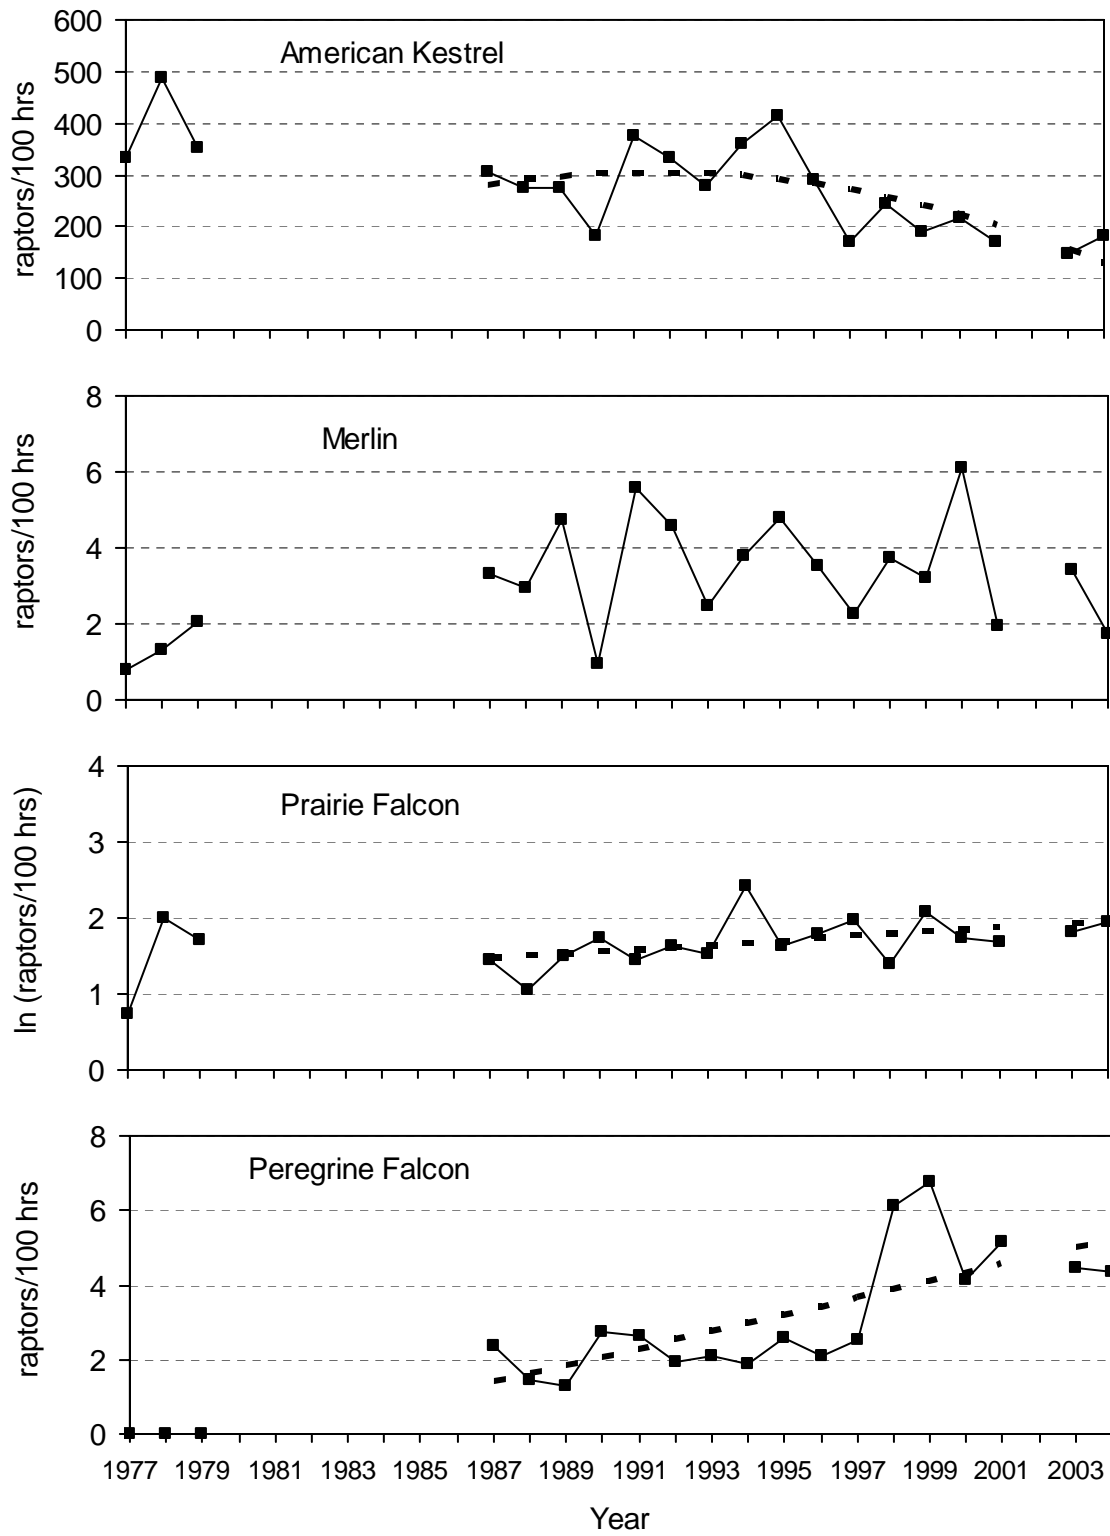 600
American Kestrel
500
400
300
200
100
0
raptors/100 hrs
8
Merlin
6
4
2
0
raptors/100 hrs
4
Prairie Falcon
3
2
1
0
ln (raptors/100 hrs)
8
Peregrine Falcon
6
4
2
0
raptors/100 hrs
1977 1979 1981 1983 1985 1987 1989 1991 1993 1995 1997 1999 2001 2003
Year